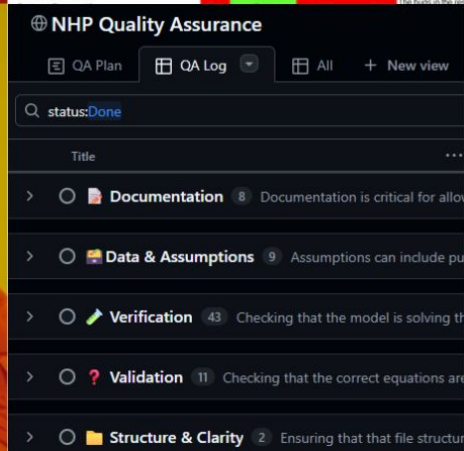 NHP Quality Assurance
QA Plan QA Log All + New view
status:Done
Title ...
Documentation 8 Documentation is critical for allov
Data & Assumptions 9 Assumptions can include pu
Verification 43 Checking that the model is solving th
Validation 11 Checking that the correct equations are
Structure & Clarity 2 Ensuring that that file structur